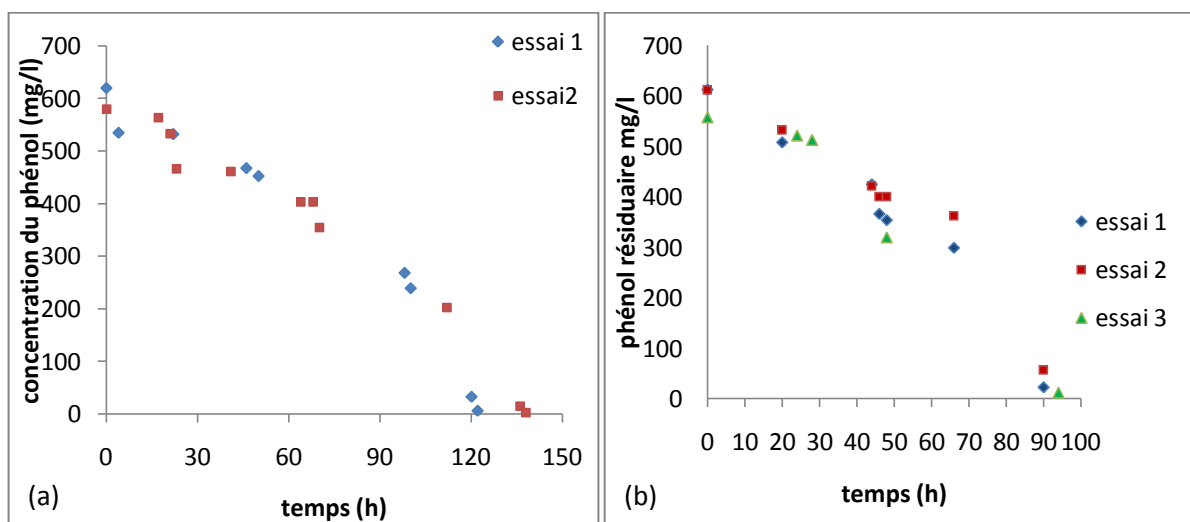 concentration du phénol (mg/l)
700
600
500
400
300
200
100
0
0 30 60 90 120 150
temps (h)
essai 1
essai2
(a)
phénol résiduaire mg/l
700
600
500
400
300
200
100
0
0 10 20 30 40 50 60 70 80 90 100
temps (h)
essai 1
essai 2
essai 3
(b)